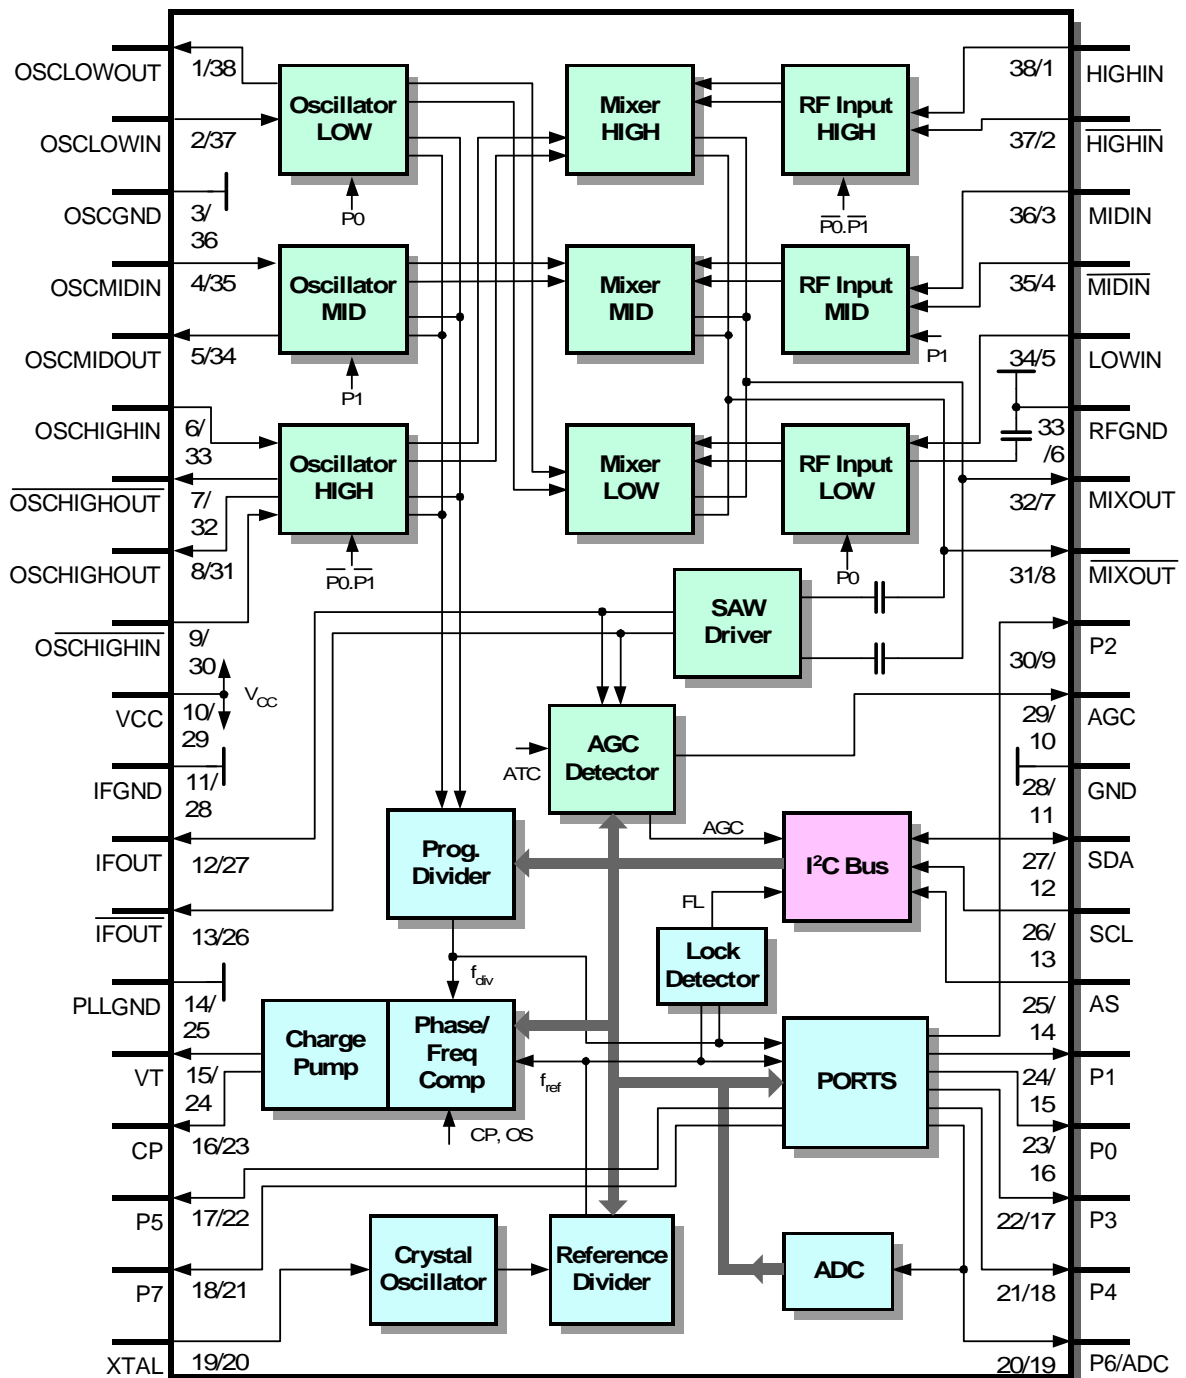 OSCLOWOUT
1/38
OSCLOWIN
2/37
OSCGND
3/
36
OSCMIDIN
4/35
OSCMIDOUT
5/34
OSCHIGHIN
6/
33
OSCHIGHOUT
7/
32
OSCHIGHOUT
8/31
OSCHIGHIN
9/
30
VCC
10/
29
VCC
IFGND
11/
28
IFOUT
12/27
IFOUT
13/26
PLLGND
14/
25
VT
15/
24
CP
16/23
P5
17/22
P7
18/21
XTAL
19/20
Oscillator
LOW
P0
Oscillator
MID
P1
Oscillator
HIGH
P0.P1
Mixer
HIGH
Mixer
MID
Mixer
LOW
RF Input
HIGH
P0.P1
RF Input
MID
P1
RF Input
LOW
P0
SAW
Driver
AGC
Detector
ATC
AGC
Prog.
Divider
I²C Bus
FL
Lock
Detector
fdiv
Charge
Pump
Phase/
Freq
Comp
fref
CP, OS
PORTS
Crystal
Oscillator
Reference
Divider
ADC
38/1
HIGHIN
37/2
HIGHIN
36/3
MIDIN
35/4
MIDIN
34/5
LOWIN
33
/6
RFGND
32/7
MIXOUT
31/8
MIXOUT
30/9
P2
29/
10
AGC
28/
11
GND
27/
12
SDA
26/
13
SCL
25/
14
AS
24/
15
P1
23/
16
P0
22/17
P3
21/18
P4
20/19
P6/ADC